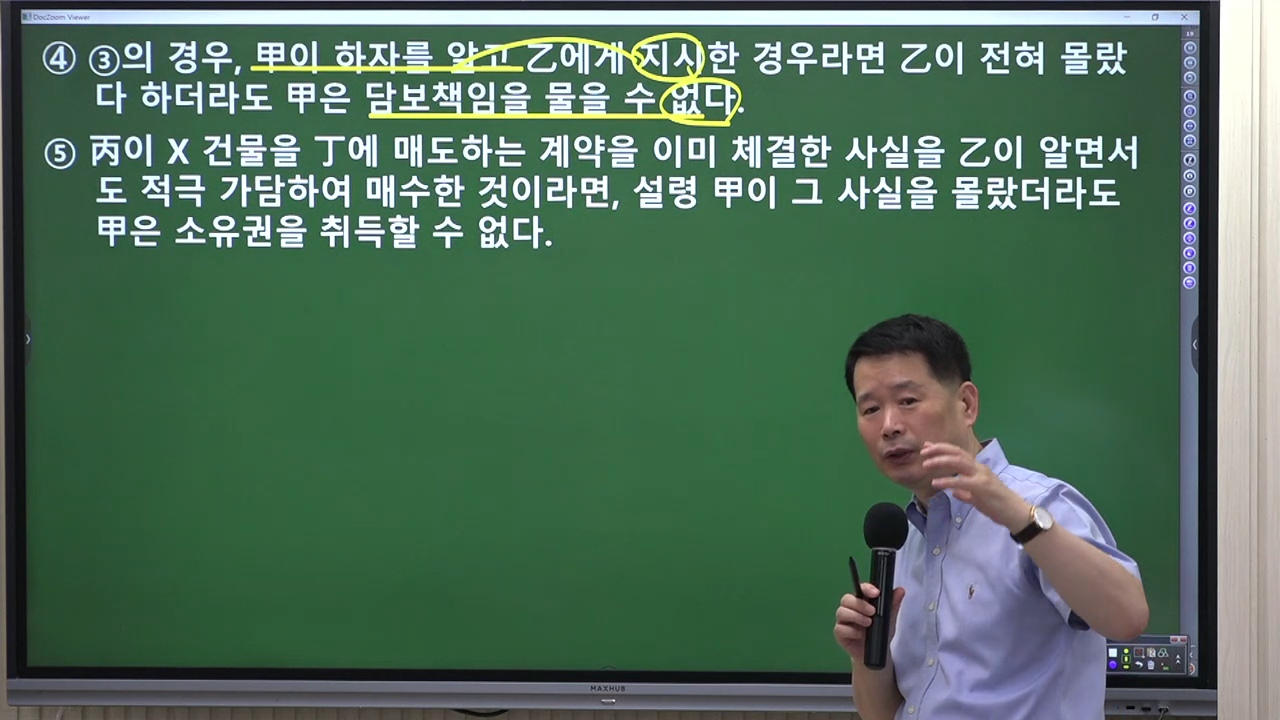 DocZoom Viewer
19
④ ③의 경우, 甲이 하자를 알고 乙에게 지시한 경우라면 乙이 전혀 몰랐
다 하더라도 甲은 담보책임을 물을 수 없다.
⑤ 丙이 X 건물을 丁에 매도하는 계약을 이미 체결한 사실을 乙이 알면서
도 적극 가담하여 매수한 것이라면, 설령 甲이 그 사실을 몰랐더라도
甲은 소유권을 취득할 수 없다.
MAXHUB